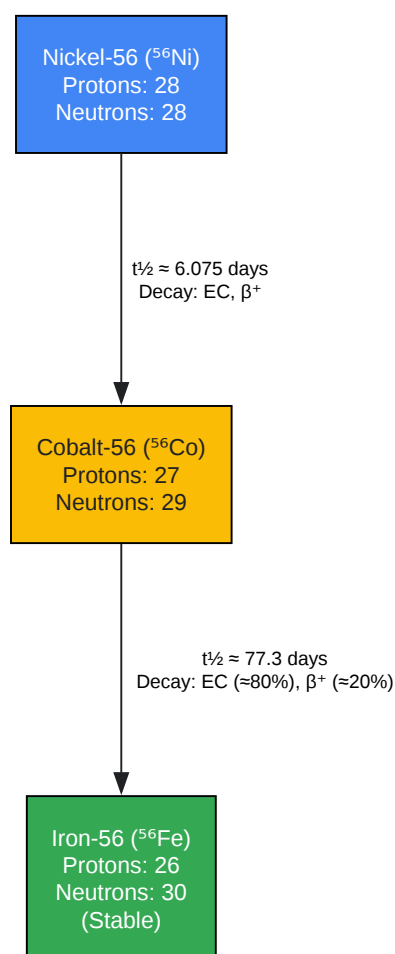 Nickel-56 (⁵⁶Ni)
Protons: 28
Neutrons: 28
t½ ≈ 6.075 days
Decay: EC, β⁺
Cobalt-56 (⁵⁶Co)
Protons: 27
Neutrons: 29
t½ ≈ 77.3 days
Decay: EC (≈80%), β⁺ (≈20%)
Iron-56 (⁵⁶Fe)
Protons: 26
Neutrons: 30
(Stable)